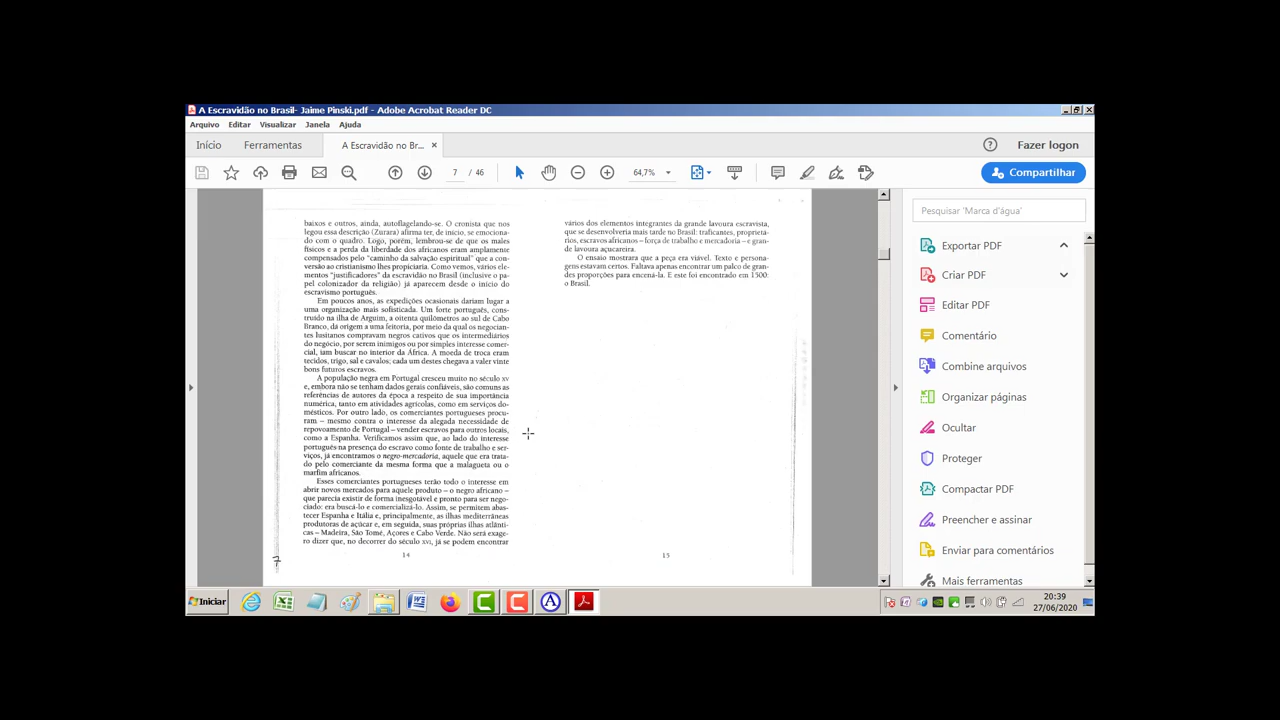 A Escravidão no Brasil- Jaime Pinski.pdf - Adobe Acrobat Reader DC
Arquivo Editar Visualizar Janela Ajuda
Início Ferramentas A Escravidão no Br... × Fazer logon
7 / 46 64,7% Compartilhar
baixos e outros, ainda, autoflagelando-se. O cronista que nos
legou essa descrição (Zurara) afirma ter, de início, se emociona-
do com o quadro. Logo, porém, lembrou-se de que os males
físicos e a perda da liberdade dos africanos eram amplamente
compensados pelo "caminho da salvação espiritual" que a con-
versão ao cristianismo lhes propiciaria. Como vemos, vários ele-
mentos "justificadores" da escravidão no Brasil (inclusive o pa-
pel colonizador da religião) já aparecem desde o início do
escravismo português.
Em poucos anos, as expedições ocasionais dariam lugar a
uma organização mais sofisticada. Um forte português, cons-
truído na ilha de Arguim, a oitenta quilômetros ao sul de Cabo
Branco, dá origem a uma feitoria, por meio da qual os negocian-
tes lusitanos compravam negros cativos que os intermediários
do negócio, por serem inimigos ou por simples interesse comer-
cial, iam buscar no interior da África. A moeda de troca eram
tecidos, trigo, sal e cavalos; cada um destes chegava a valer vinte
bons futuros escravos.
A população negra em Portugal cresceu muito no século XV
e, embora não se tenham dados gerais confiáveis, são comuns as
referências de autores da época a respeito de sua importância
numérica, tanto em atividades agrícolas, como em serviços do-
mésticos. Por outro lado, os comerciantes portugueses procu-
ram – mesmo contra o interesse da alegada necessidade de
repovoamento de Portugal – vender escravos para outros locais,
como a Espanha. Verificamos assim que, ao lado do interesse
português na presença do escravo como fonte de trabalho e ser-
viços, já encontramos o negro-mercadoria, aquele que era trata-
do pelo comerciante da mesma forma que a malagueta ou o
marfim africanos.
Esses comerciantes portugueses terão todo o interesse em
abrir novos mercados para aquele produto – o negro africano –
que parecia existir de forma inesgotável e pronto para ser nego-
ciado: era buscá-lo e comercializá-lo. Assim, se permitem abas-
tecer Espanha e Itália e, principalmente, as ilhas mediterrâneas
produtoras de açúcar e, em seguida, suas próprias ilhas atlânti-
cas – Madeira, São Tomé, Açores e Cabo Verde. Não será exage-
ro dizer que, no decorrer do século XVI, já se podem encontrar
14
7
vários dos elementos integrantes da grande lavoura escravista,
que se desenvolveria mais tarde no Brasil: traficantes, proprietá-
rios, escravos africanos – força de trabalho e mercadoria – e gran-
de lavoura açucareira.
O ensaio mostrara que a peça era viável. Texto e persona-
gens estavam certos. Faltava apenas encontrar um palco de gran-
des proporções para encená-la. E este foi encontrado em 1500:
o Brasil.
15
Pesquisar 'Marca d'água'
Exportar PDF
Criar PDF
Editar PDF
Comentário
Combine arquivos
Organizar páginas
Ocultar
Proteger
Compactar PDF
Preencher e assinar
Enviar para comentários
Mais ferramentas
Iniciar
20:39
27/06/2020